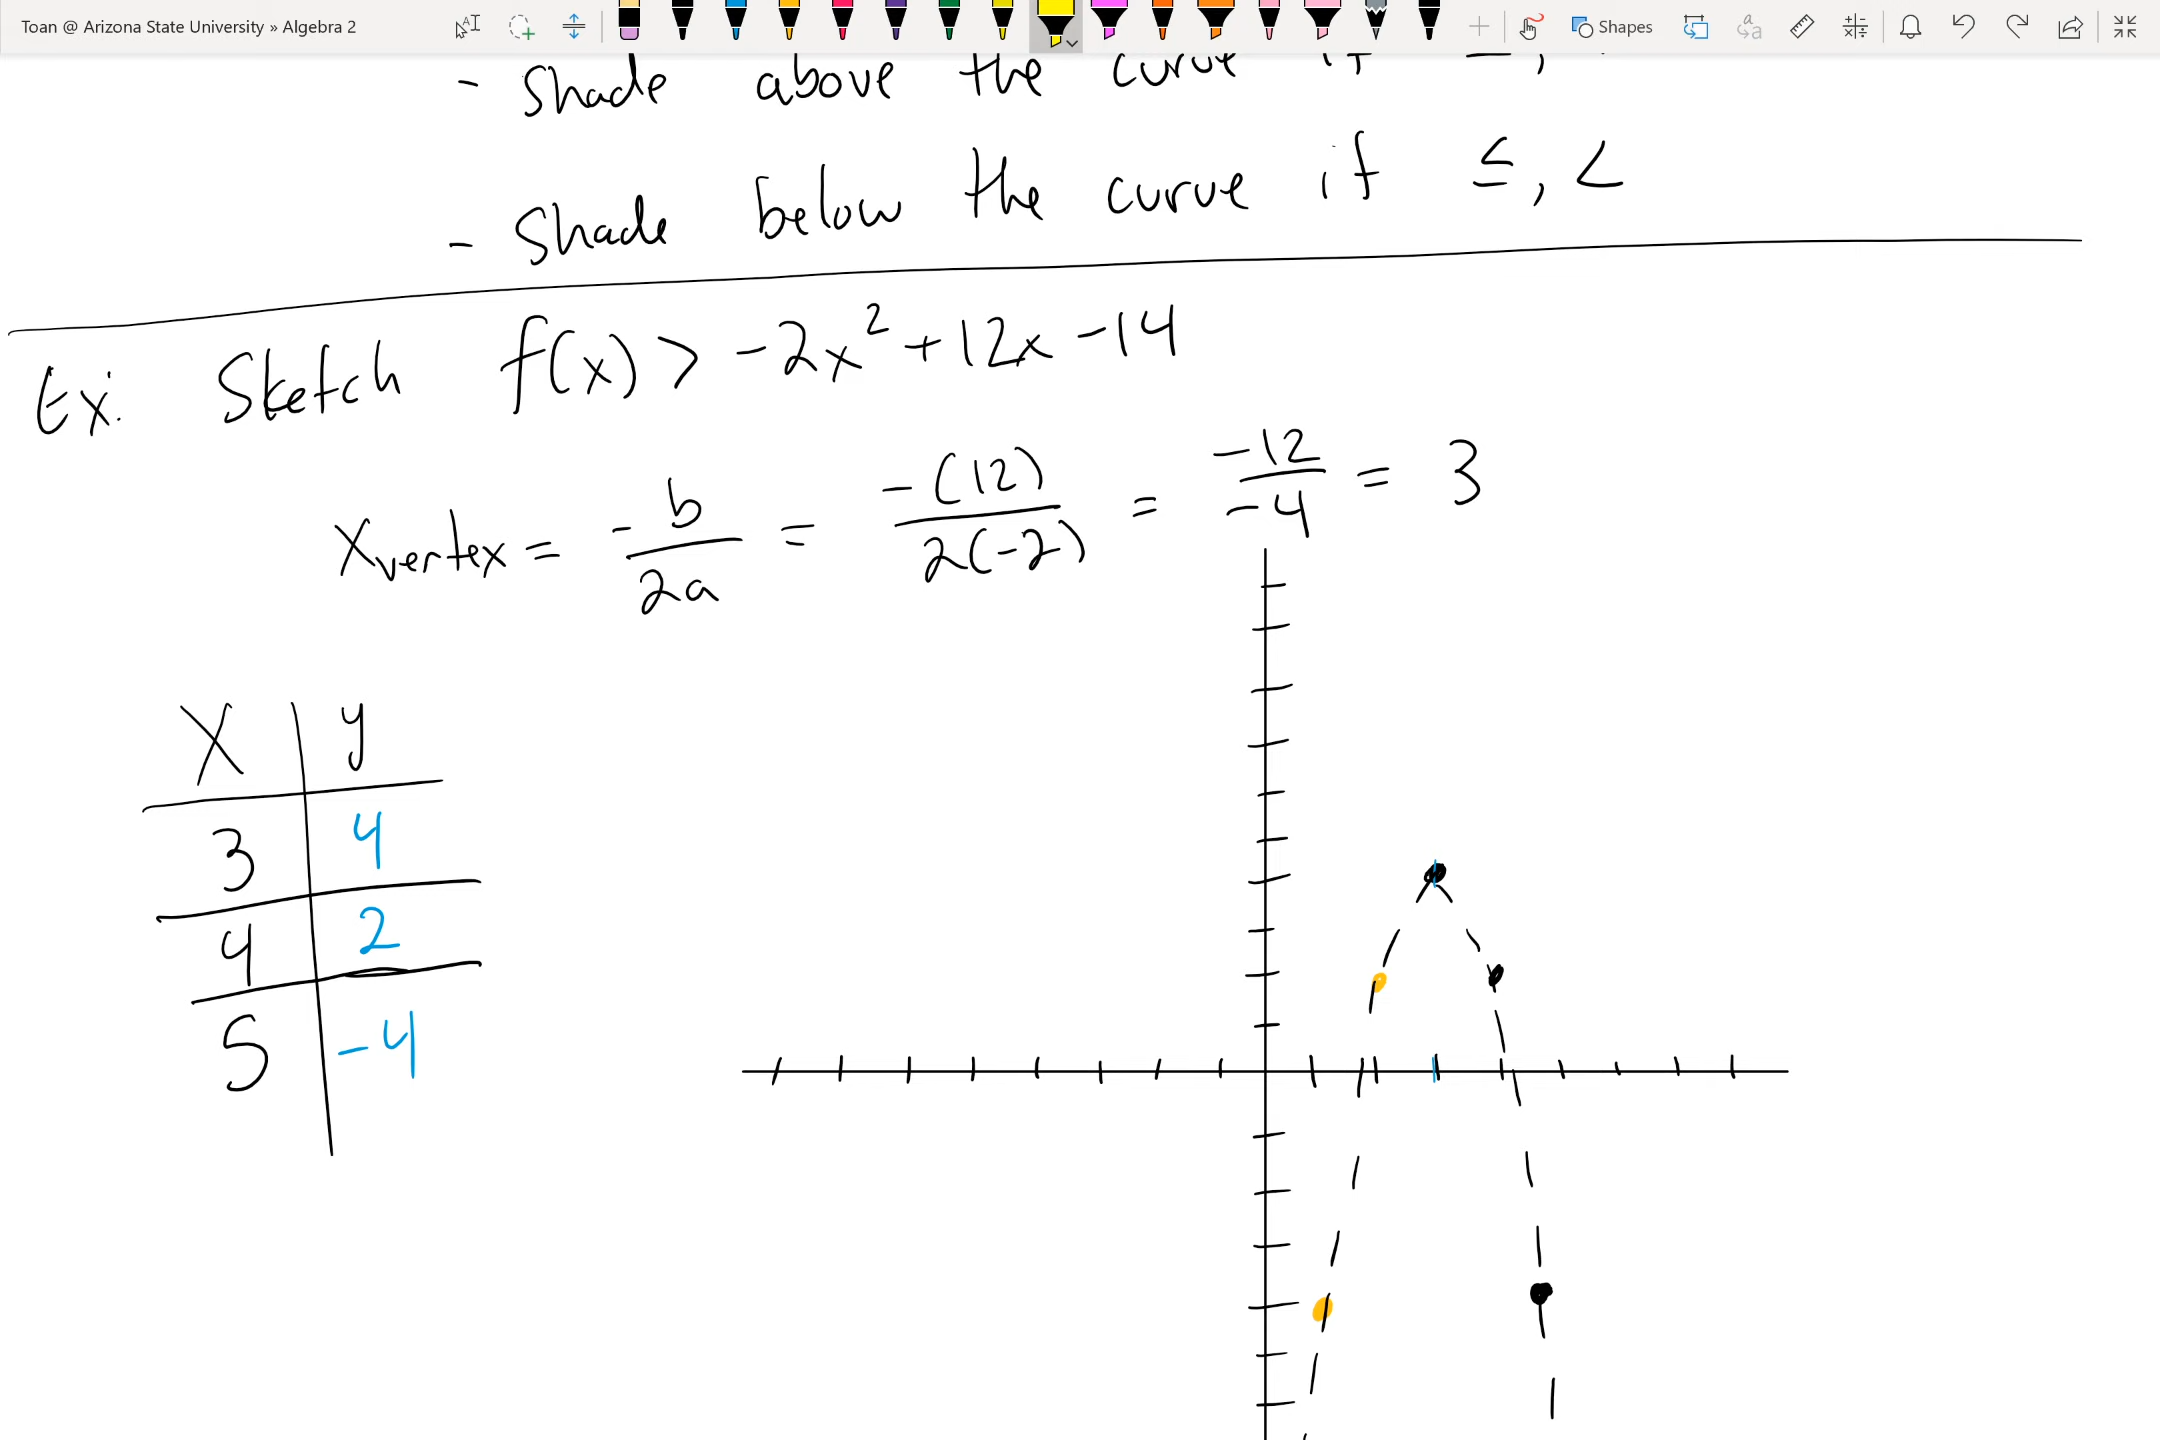 Toan @ Arizona State University » Algebra 2
Shapes
- Shade above the curve if
- Shade below the curve if ≤, <
Ex: Sketch f(x) > -2x² + 12x - 14
Xvertex = -b/2a = -(12)/2(-2) = -12/-4 = 3
X y
3 4
4 2
5 -4